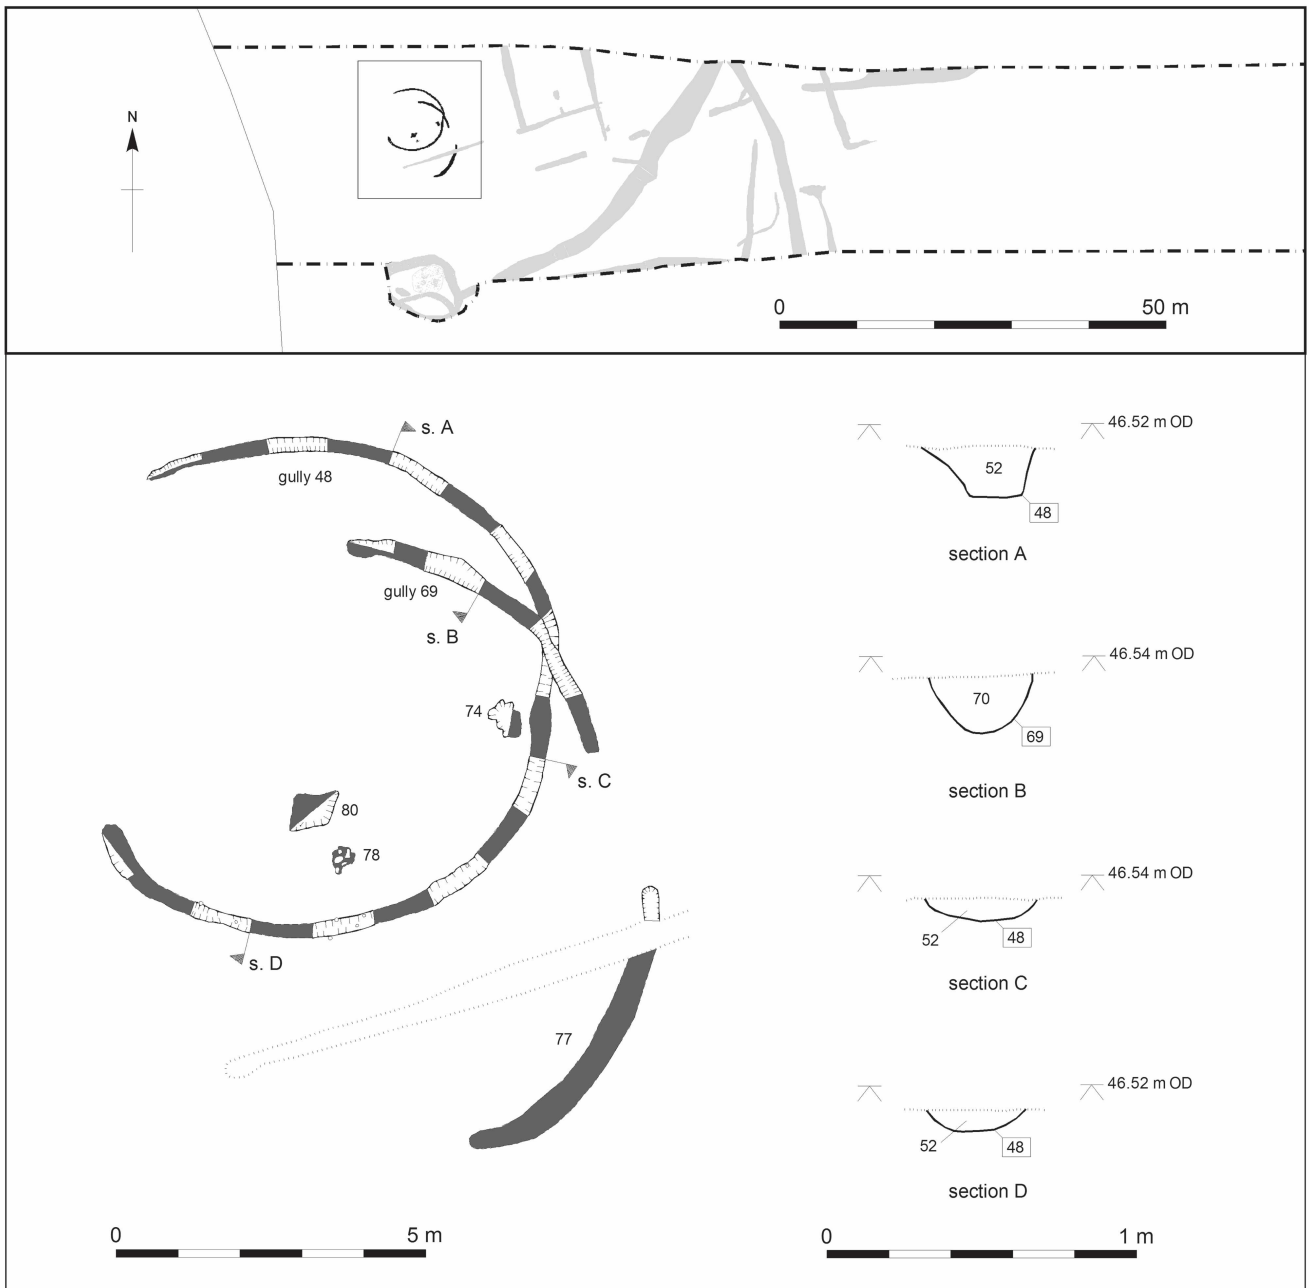 N
0 50 m
s. A
gully 48
gully 69
s. B
74
s. C
80
78
s. D
77
0 5 m
46.52 m OD
52
48
section A
46.54 m OD
70
69
section B
46.54 m OD
52
48
section C
46.52 m OD
52
48
section D
0 1 m